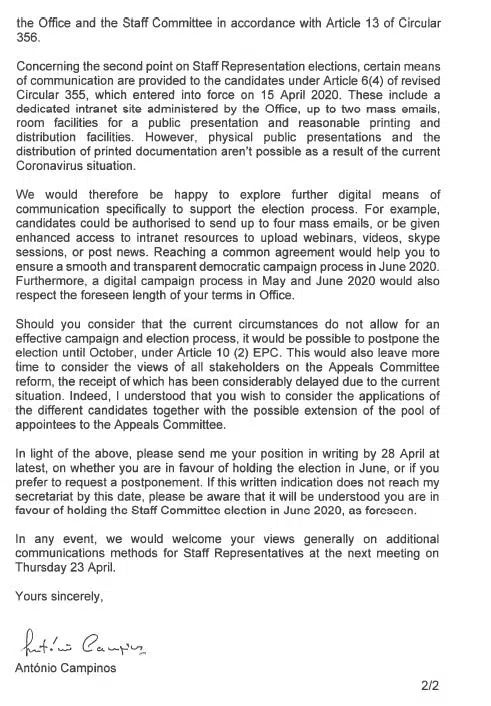 the Office and the Staff Committee in accordance with Article 13 of Circular
356.
Concerning the second point on Staff Representation elections, certain means
of communication are provided to the candidates under Article 6(4) of revised
Circular 355, which entered into force on 15 April 2020. These include a
dedicated intranet site administered by the Office, up to two mass emails,
room facilities for a public presentation and reasonable printing and
distribution facilities. However, physical public presentations and the
distribution of printed documentation aren't possible as a result of the current
Coronavirus situation.
We would therefore be happy to explore further digital means of
communication specifically to support the election process. For example,
candidates could be authorised to send up to four mass emails, or be given
enhanced access to intranet resources to upload webinars, videos, skype
sessions, or post news. Reaching a common agreement would help you to
ensure a smooth and transparent democratic campaign process in June 2020.
Furthermore, a digital campaign process in May and June 2020 would also
respect the foreseen length of your terms in Office.
Should you consider that the current circumstances do not allow for an
effective campaign and election process, it would be possible to postpone the
election until October, under Article 10 (2) EPC. This would also leave more
time to consider the views of all stakeholders on the Appeals Committee
reform, the receipt of which has been considerably delayed due to the current
situation. Indeed, I understood that you wish to consider the applications of
the different candidates together with the possible extension of the pool of
appointees to the Appeals Committee.
In light of the above, please send me your position in writing by 28 April at
latest, on whether you are in favour of holding the election in June, or if you
prefer to request a postponement. If this written indication does not reach my
secretariat by this date, please be aware that it will be understood you are in
favour of holding the Staff Committee election in June 2020, as foreseen.
In any event, we would welcome your views generally on additional
communications methods for Staff Representatives at the next meeting on
Thursday 23 April.
Yours sincerely,
António Campinos
António Campinos
2/2